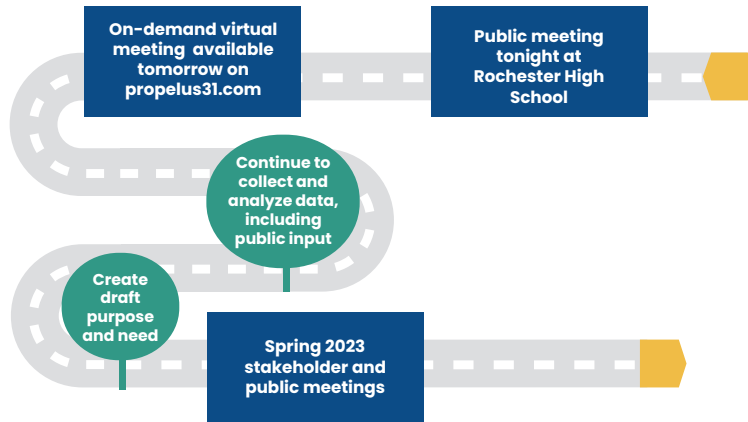 On-demand virtual
meeting available
tomorrow on
propelus31.com
Public meeting
tonight at
Rochester High
School
Continue to
collect and
analyze data,
including
public input
Create
draft
purpose
and need
Spring 2023
stakeholder and
public meetings